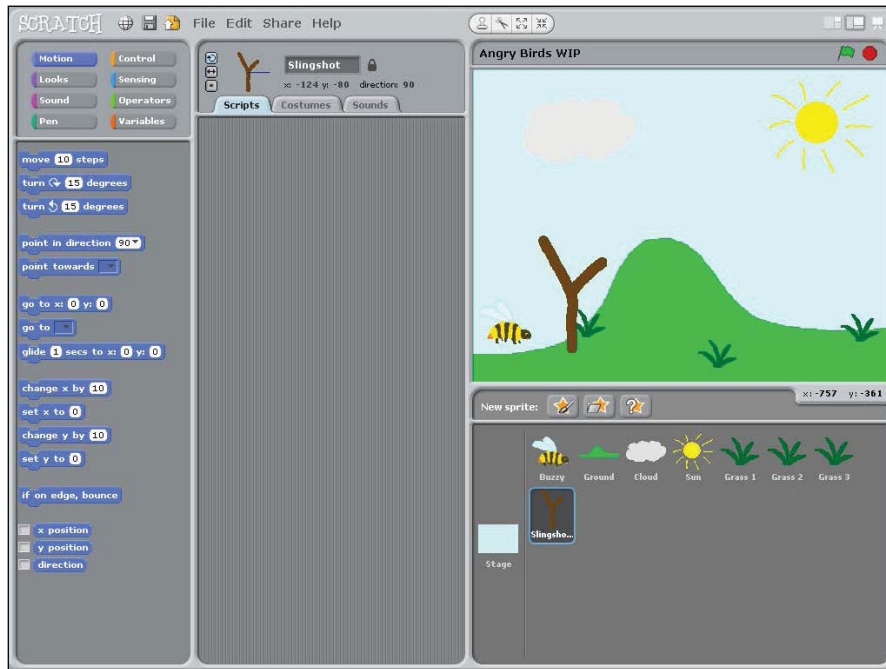 SCRATCH File Edit Share Help
Motion Control
Looks Sensing
Sound Operators
Pen Variables
move 10 steps
turn 15 degrees
turn 15 degrees
point in direction 90
point towards
go to x: 0 y: 0
go to
glide 1 secs to x: 0 y: 0
change x by 10
set x to 0
change y by 10
set y to 0
if on edge, bounce
x position
y position
direction
Slingshot
x: -124 y: -80 direction: 90
Scripts Costumes Sounds
Angry Birds WIP
x: -757 y: -361
New sprite:
Buzzy Ground Cloud Sun Grass 1 Grass 2 Grass 3
Slingsho...
Stage